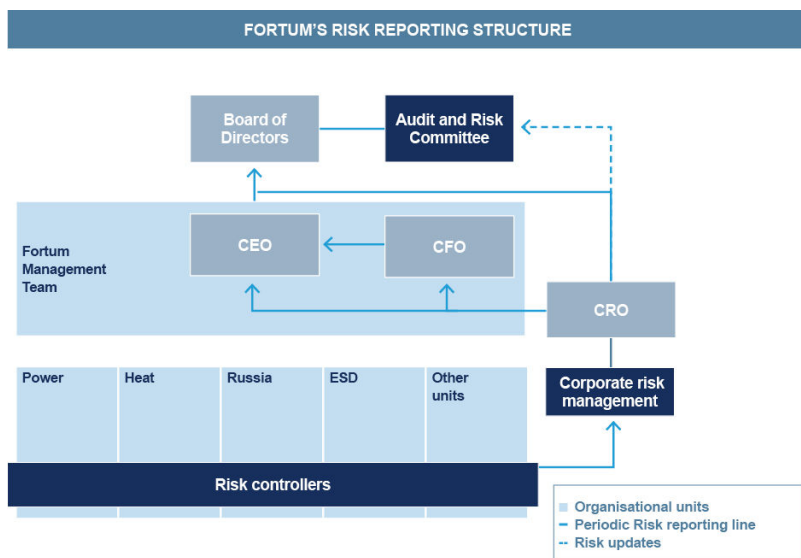 FORTUM'S RISK REPORTING STRUCTURE
Board of
Directors
Audit and Risk
Committee
Fortum
Management
Team
CEO
CFO
CRO
Power
Heat
Russia
ESD
Other
units
Corporate risk
management
Risk controllers
Organisational units
Periodic Risk reporting line
Risk updates